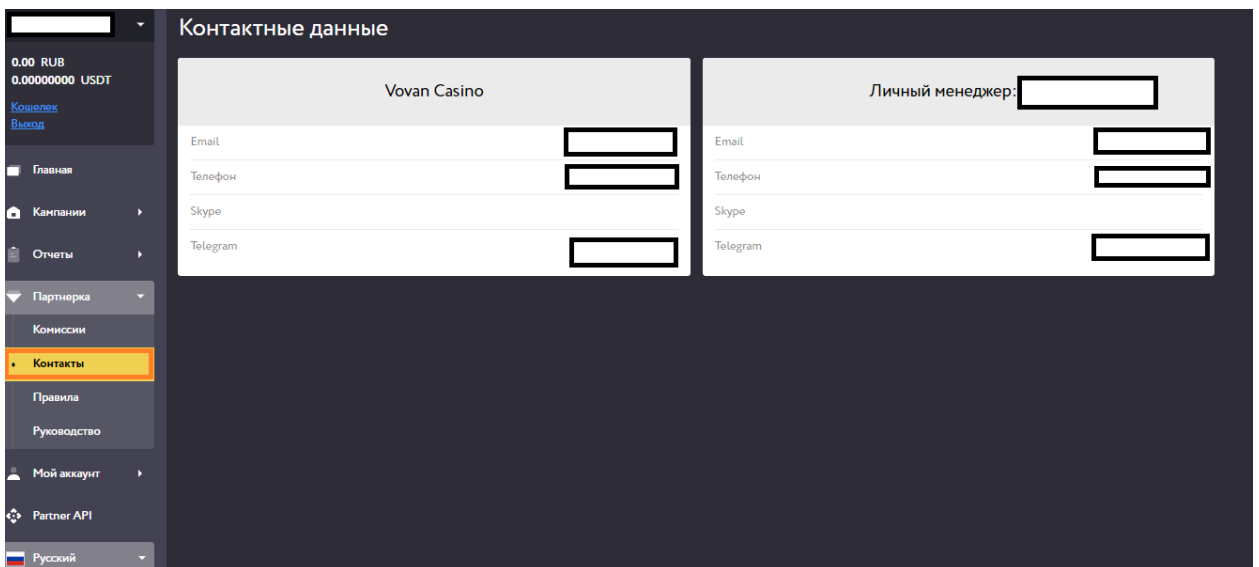 0.00 RUB
0.00000000 USDT
Кошелек
Выход
Главная
Кампании
Отчеты
Партнерка
Комиссии
Контакты
Правила
Руководство
Мой аккаунт
Partner API
Русский
Контактные данные
Vovan Casino
Email
Телефон
Skype
Telegram
Личный менеджер:
Email
Телефон
Skype
Telegram